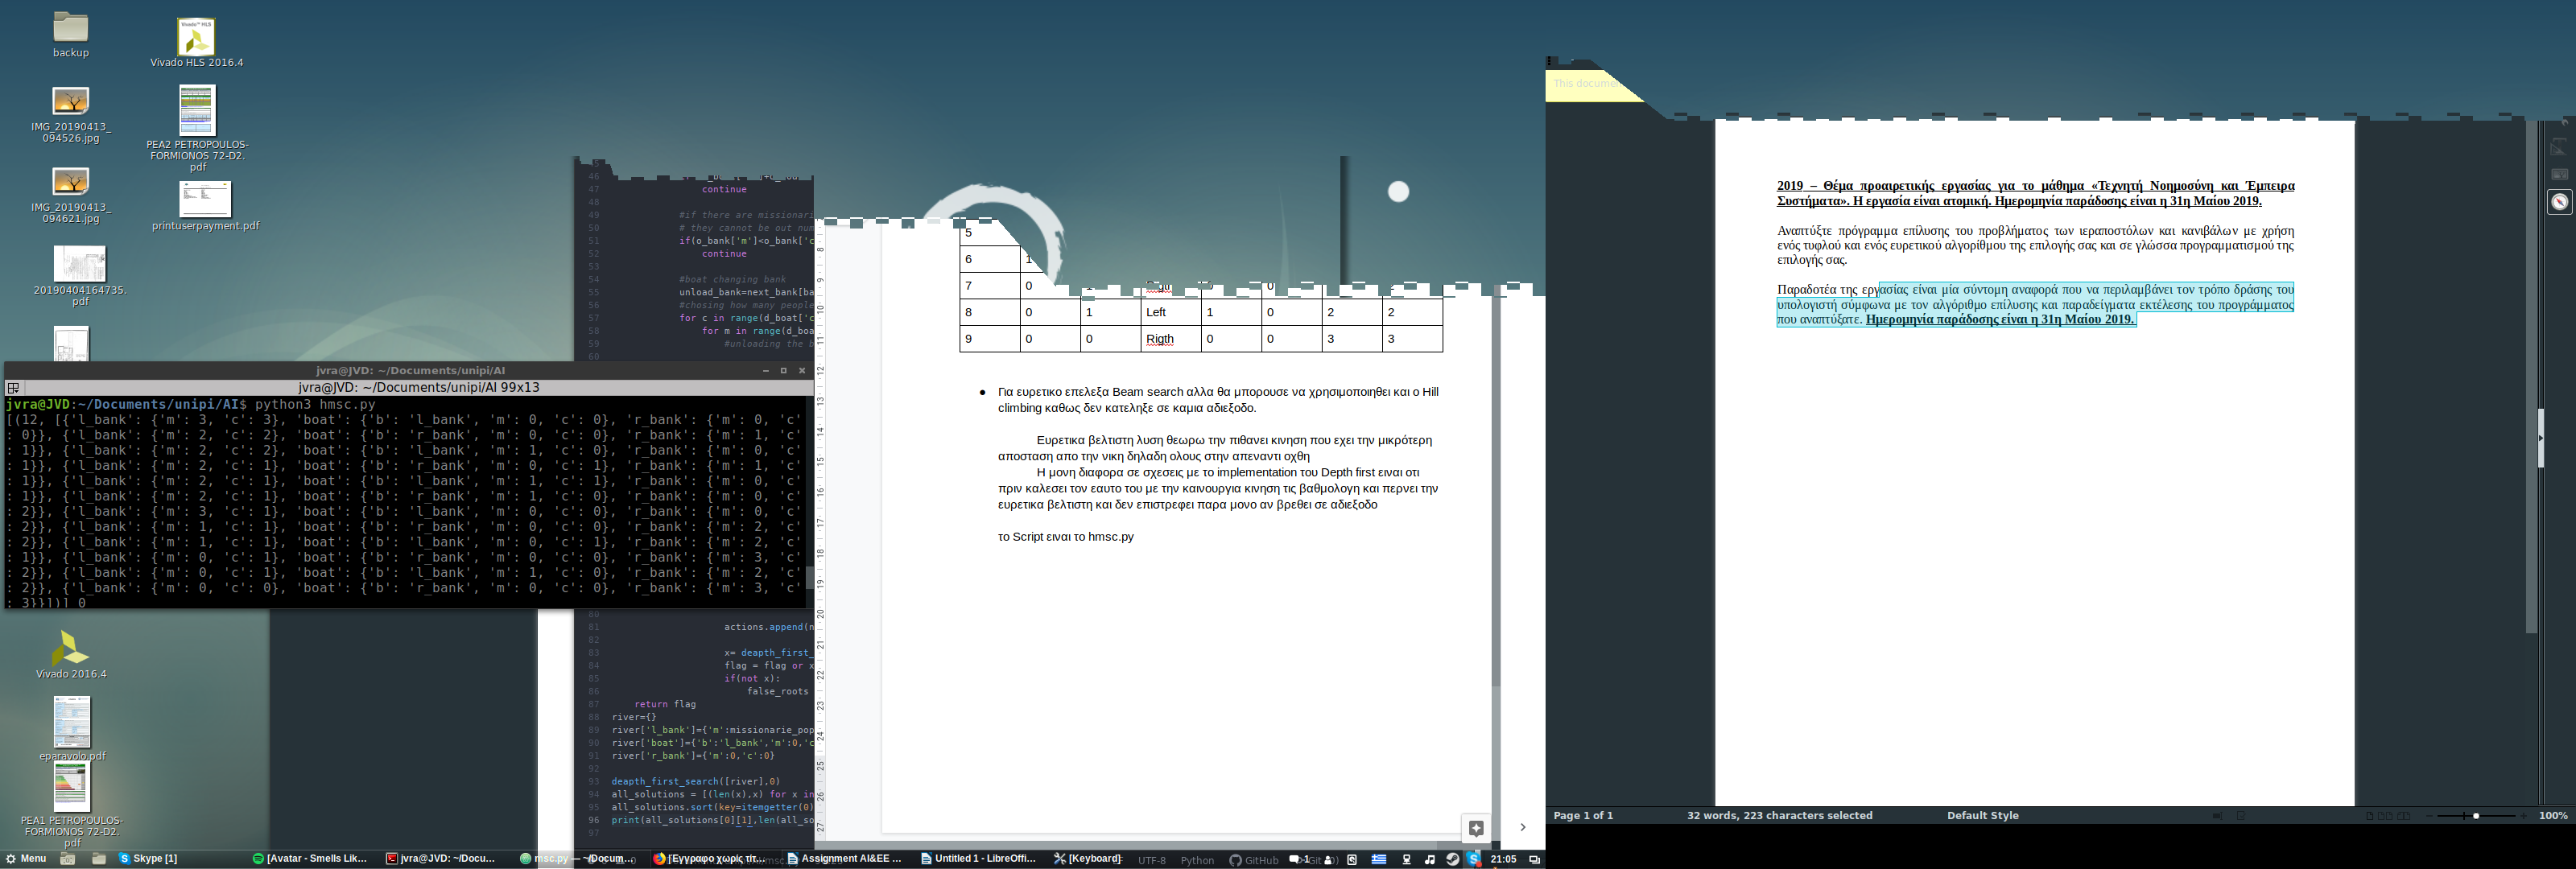 backup
Vivado HLS 2016.4
IMG_20190413_
094526.jpg
PEA2 PETROPOULOS-
FORMIONOS 72-D2.
pdf
IMG_20190413_
094621.jpg
printuserpayment.pdf
20190404164735.
pdf
jvra@JVD: ~/Documents/unipi/AI
jvra@JVD: ~/Documents/unipi/AI 99x13
jvra@JVD:~/Documents/unipi/AI$ python3 hmsc.py
[(12, [{'l_bank': {'m': 3, 'c': 3}, 'boat': {'b': 'l_bank', 'm': 0, 'c': 0}, 'r_bank': {'m': 0, 'c'
: 0}}, {'l_bank': {'m': 2, 'c': 2}, 'boat': {'b': 'r_bank', 'm': 0, 'c': 0}, 'r_bank': {'m': 1, 'c'
: 1}}, {'l_bank': {'m': 2, 'c': 2}, 'boat': {'b': 'l_bank', 'm': 1, 'c': 0}, 'r_bank': {'m': 0, 'c'
: 1}}, {'l_bank': {'m': 2, 'c': 1}, 'boat': {'b': 'r_bank', 'm': 0, 'c': 1}, 'r_bank': {'m': 1, 'c'
: 1}}, {'l_bank': {'m': 2, 'c': 1}, 'boat': {'b': 'l_bank', 'm': 1, 'c': 1}, 'r_bank': {'m': 0, 'c'
: 1}}, {'l_bank': {'m': 2, 'c': 1}, 'boat': {'b': 'r_bank', 'm': 1, 'c': 0}, 'r_bank': {'m': 0, 'c'
: 2}}, {'l_bank': {'m': 3, 'c': 1}, 'boat': {'b': 'l_bank', 'm': 0, 'c': 0}, 'r_bank': {'m': 0, 'c'
: 2}}, {'l_bank': {'m': 1, 'c': 1}, 'boat': {'b': 'r_bank', 'm': 0, 'c': 0}, 'r_bank': {'m': 2, 'c'
: 2}}, {'l_bank': {'m': 1, 'c': 1}, 'boat': {'b': 'l_bank', 'm': 0, 'c': 1}, 'r_bank': {'m': 2, 'c'
: 1}}, {'l_bank': {'m': 0, 'c': 1}, 'boat': {'b': 'r_bank', 'm': 0, 'c': 0}, 'r_bank': {'m': 3, 'c'
: 2}}, {'l_bank': {'m': 0, 'c': 1}, 'boat': {'b': 'l_bank', 'm': 1, 'c': 0}, 'r_bank': {'m': 2, 'c'
: 2}}, {'l_bank': {'m': 0, 'c': 0}, 'boat': {'b': 'r_bank', 'm': 0, 'c': 0}, 'r_bank': {'m': 3, 'c'
: 3}}])] 0
Vivado 2016.4
eparavolo.pdf
PEA1 PETROPOULOS-
FORMIONOS 72-D2.
pdf
46
47 continue
48
49 #if there are missionari
50 # they cannot be out num
51 if(o_bank['m']<o_bank['c
52 continue
53
54 #boat changing bank
55 unload_bank=next_bank[ba
56 #chosing how many people
57 for c in range(d_boat['c
58 for m in range(d_boa
59 #unloading the b
60
80
81 actions.append(n
82
83 x= deapth_first_
84 flag = flag or x
85 if(not x):
86 false_roots
87 return flag
88 river={}
89 river['l_bank']={'m':missionarie_pop
90 river['boat']={'b':'l_bank','m':0,'c
91 river['r_bank']={'m':0,'c':0}
92
93 deapth_first_search([river],0)
94 all_solutions = [(len(x),x) for x in
95 all_solutions.sort(key=itemgetter(0)
96 print(all_solutions[0][1],len(all_so
97
5
6 1
7 0
8 0 1 Left 1 0 2 2
9 0 0 Rigth 0 0 3 3
● Για ευρετικο επελεξα Beam search αλλα θα μπορουσε να χρησιμοποιηθει και ο Hill
climbing καθως δεν κατεληξε σε καμια αδιεξοδο.
Ευρετικα βελτιστη λυση θεωρω την πιθανει κινηση που εχει την μικρότερη
αποσταση απο την νικη δηλαδη ολους στην απεναντι οχθη
Η μονη διαφορα σε σχεσεις με το implementation του Depth first ειναι οτι
πριν καλεσει τον εαυτο του με την καινουργια κινηση τις βαθμολογη και περνει την
ευρετικα βελτιστη και δεν επιστρεφει παρα μονο αν βρεθει σε αδιεξοδο
το Script ειναι το hmsc.py
This docume
2019 – Θέμα προαιρετικής εργασίας για το μάθημα «Τεχνητή Νοημοσύνη και Έμπειρα
Συστήματα». Η εργασία είναι ατομική. Ημερομηνία παράδοσης είναι η 31η Μαίου 2019.
Αναπτύξτε πρόγραμμα επίλυσης του προβλήματος των ιεραποστόλων και κανιβάλων με χρήση
ενός τυφλού και ενός ευρετικού αλγορίθμου της επιλογής σας και σε γλώσσα προγραμματισμού της
επιλογής σας.
Παραδοτέα της εργασίας είναι μία σύντομη αναφορά που να περιλαμβάνει τον τρόπο δράσης του
υπολογιστή σύμφωνα με τον αλγόριθμο επίλυσης και παραδείγματα εκτέλεσης του προγράμματος
που αναπτύξατε. Ημερομηνία παράδοσης είναι η 31η Μαίου 2019.
Page 1 of 1 32 words, 223 characters selected Default Style 100%
Menu Skype [1] [Avatar - Smells Lik... jvra@JVD: ~/Docu... msc.py — ~/Docum... [Εγγραφο χωρίς τίτ... Assignment AI&EE ... Untitled 1 - LibreOffi... [Keyboard] UTF-8 Python GitHub Git 1 21:05